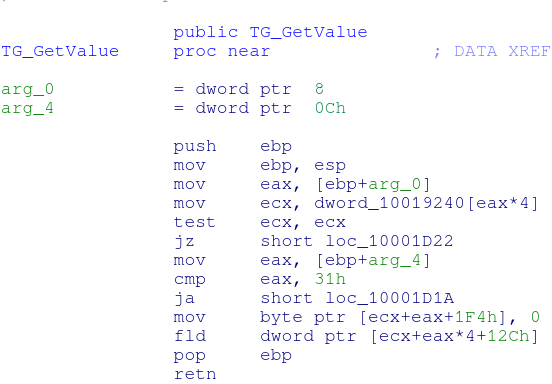 public TG_GetValue
TG_GetValue proc near ; DATA XREF
arg_0 = dword ptr 8
arg_4 = dword ptr 0Ch
push ebp
mov ebp, esp
mov eax, [ebp+arg_0]
mov ecx, dword_10019240[eax*4]
test ecx, ecx
jz short loc_10001D22
mov eax, [ebp+arg_4]
cmp eax, 31h
ja short loc_10001D1A
mov byte ptr [ecx+eax+1F4h], 0
fld dword ptr [ecx+eax*4+12Ch]
pop ebp
retn